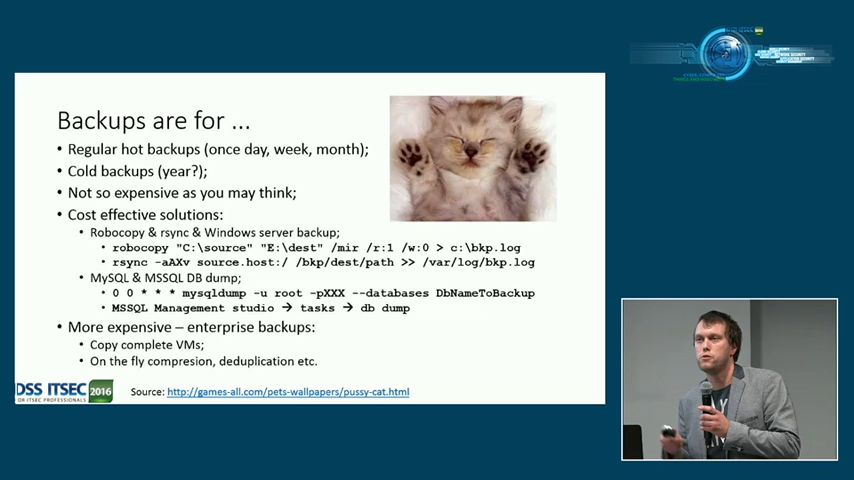 Backups are for ...
• Regular hot backups (once day, week, month);
• Cold backups (year?);
• Not so expensive as you may think;
• Cost effective solutions:
• Robocopy & rsync & Windows server backup;
• robocopy "C:\source" "E:\dest" /mir /r:1 /w:0 > c:\bkp.log
• rsync -aAXv source.host:/ /bkp/dest/path >> /var/log/bkp.log
• MySQL & MSSQL DB dump;
• 0 0 * * * mysqldump -u root -pXXX --databases DbNameToBackup
• MSSQL Management studio → tasks → db dump
• More expensive – enterprise backups:
• Copy complete VMs;
• On the fly compresion, deduplication etc.
DSS ITSEC 2016
OR ITSEC PROFESSIONALS
Source: http://games-all.com/pets-wallpapers/pussy-cat.html